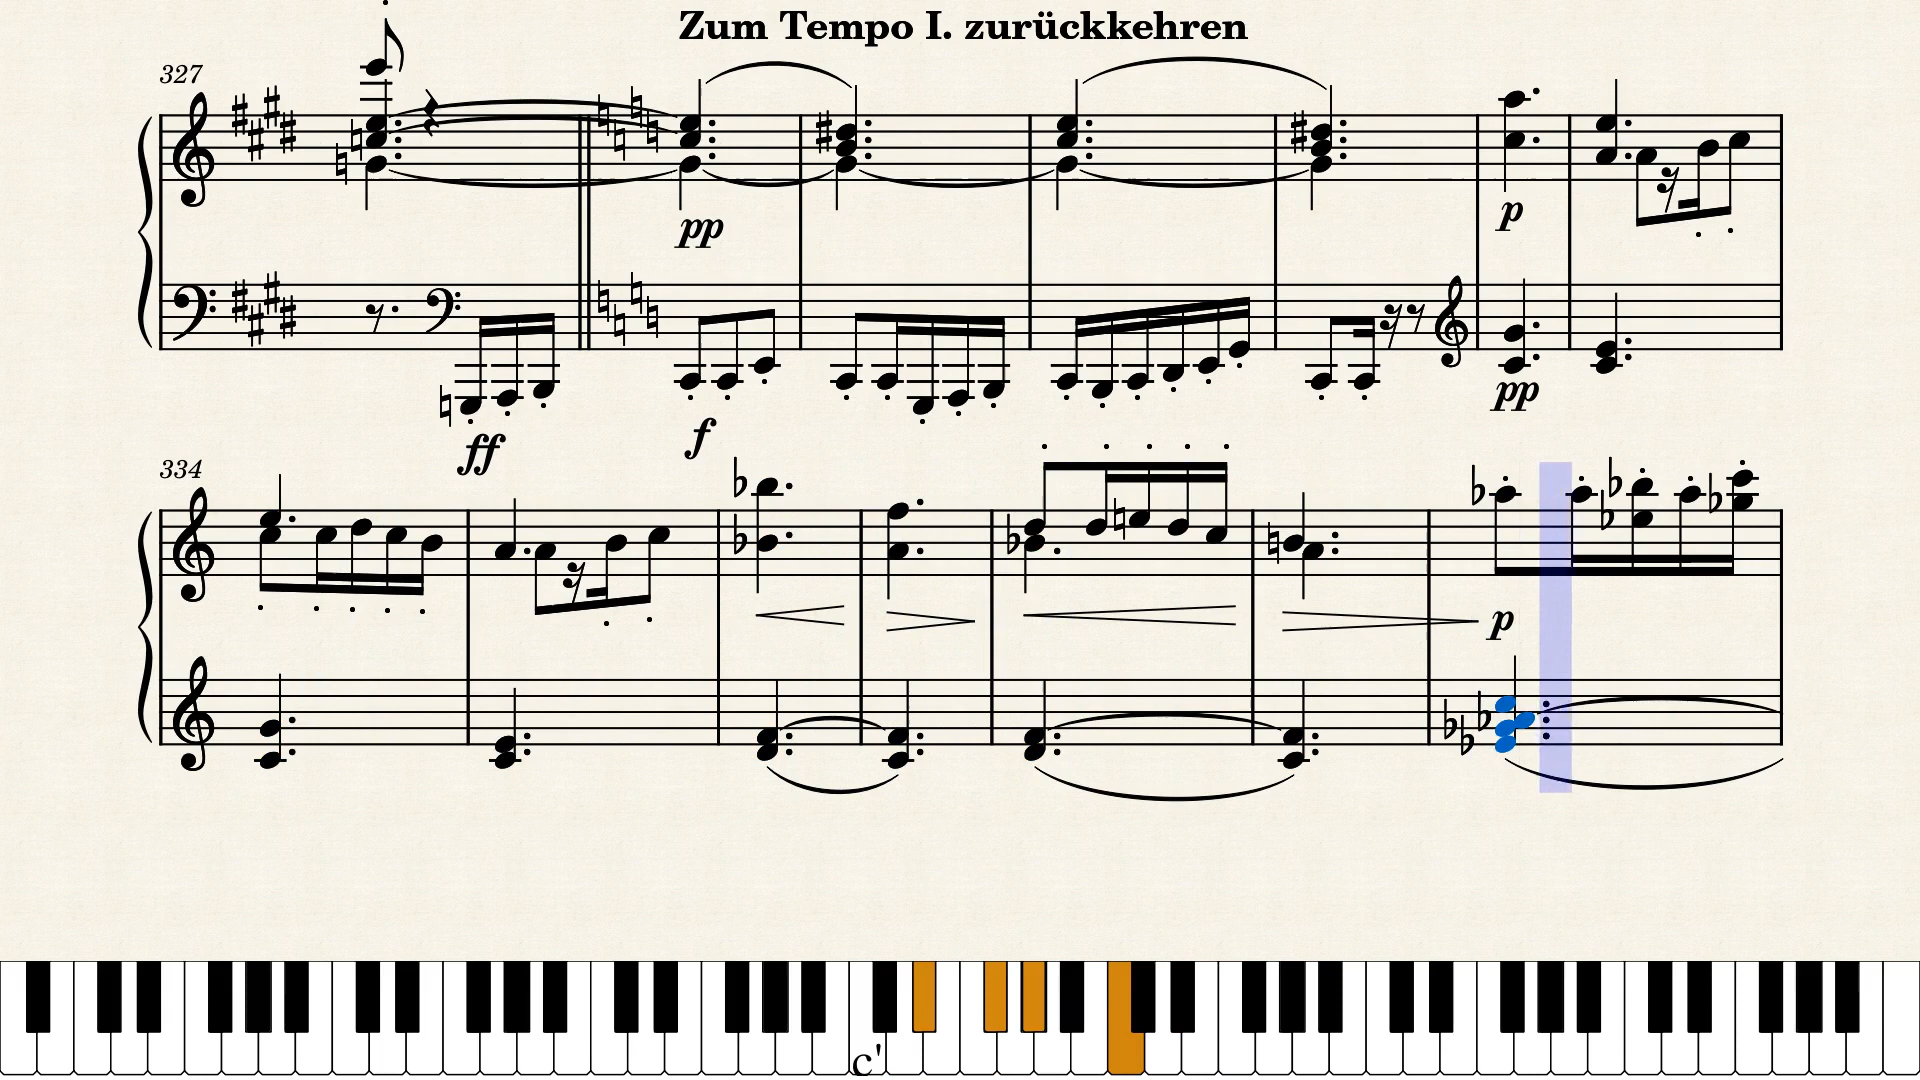 Zum Tempo I. zurückkehren
327
pp
p
ff
f
pp
334
p
c'